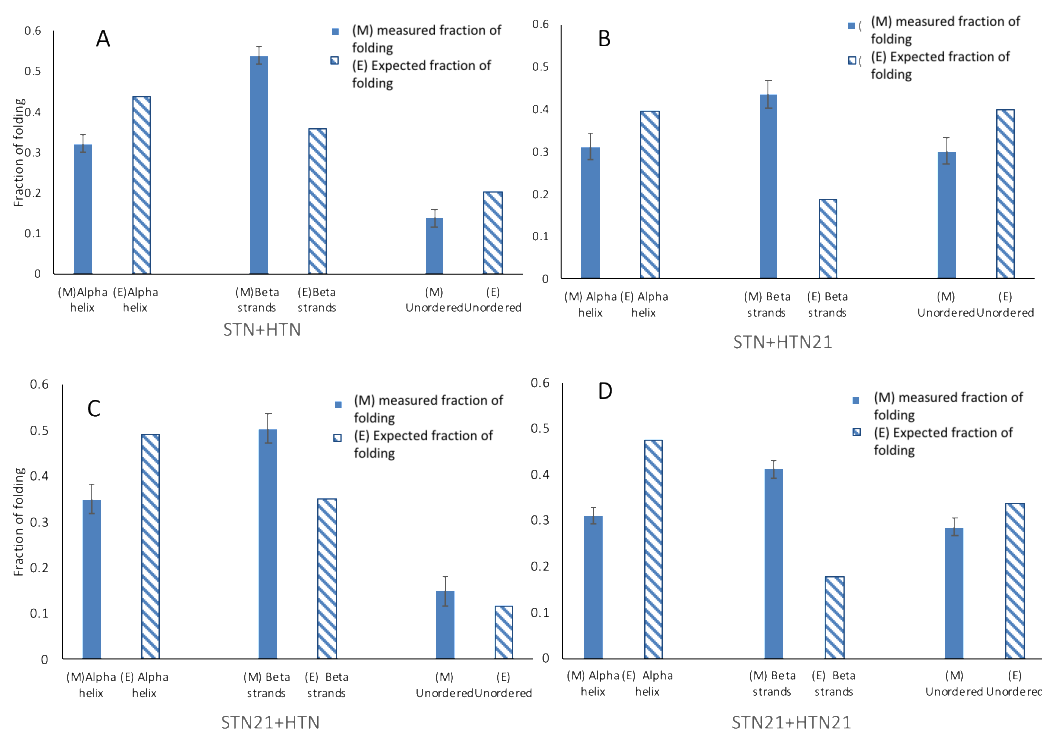 A
(M) measured fraction of
folding
(E) Expected fraction of
folding
0.6
0.5
0.4
0.3
0.2
0.1
0
Fraction of folding
(M)Alpha
helix
(E)Alpha
helix
(M)Beta
strands
(E)Beta
strands
(M)
Unordered
(E)
Unordered
STN+HTN
B
( (M) measured fraction of
folding
( (E) Expected fraction of
folding
0.6
0.5
0.4
0.3
0.2
0.1
0
(M) Alpha
helix
(E) Alpha
helix
(M) Beta
strands
(E) Beta
strands
(M)
Unordered
(E)
Unordered
STN+HTN21
C
(M) measured fraction of
folding
(E) Expected fraction of
folding
0.6
0.5
0.4
0.3
0.2
0.1
0
Fraction of folding
(M)Alpha
helix
(E) Alpha
helix
(M) Beta
strands
(E) Beta
strands
(M)
Unordered
(E)
Unordered
STN21+HTN
D
(M) measured fraction of
folding
(E) Expected fraction of
folding
0.6
0.5
0.4
0.3
0.2
0.1
0
(M) Alpha
helix
(E) Alpha
helix
(M) Beta
strands
(E) Beta
strands
(M)
Unordered
(E)
Unordered
STN21+HTN21